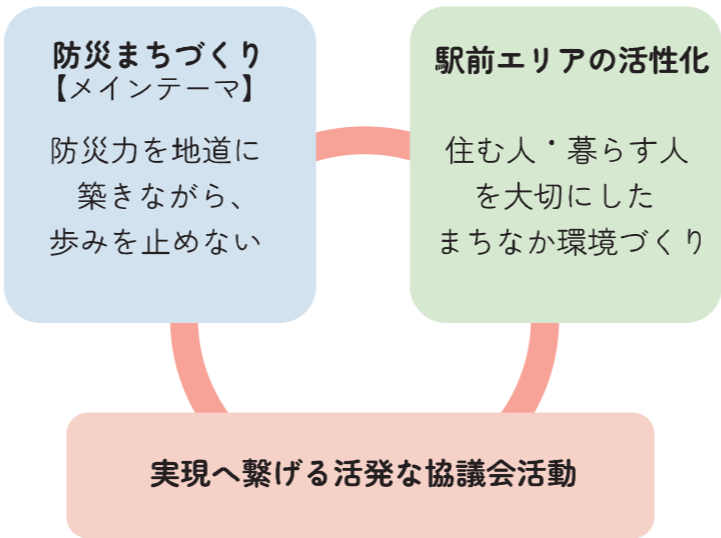 防災まちづくり
【メインテーマ】
防災力を地道に
築きながら、
歩みを止めない
駅前エリアの活性化
住む人・暮らす人
を大切にした
まちなか環境づくり
実現へ繋げる活発な協議会活動